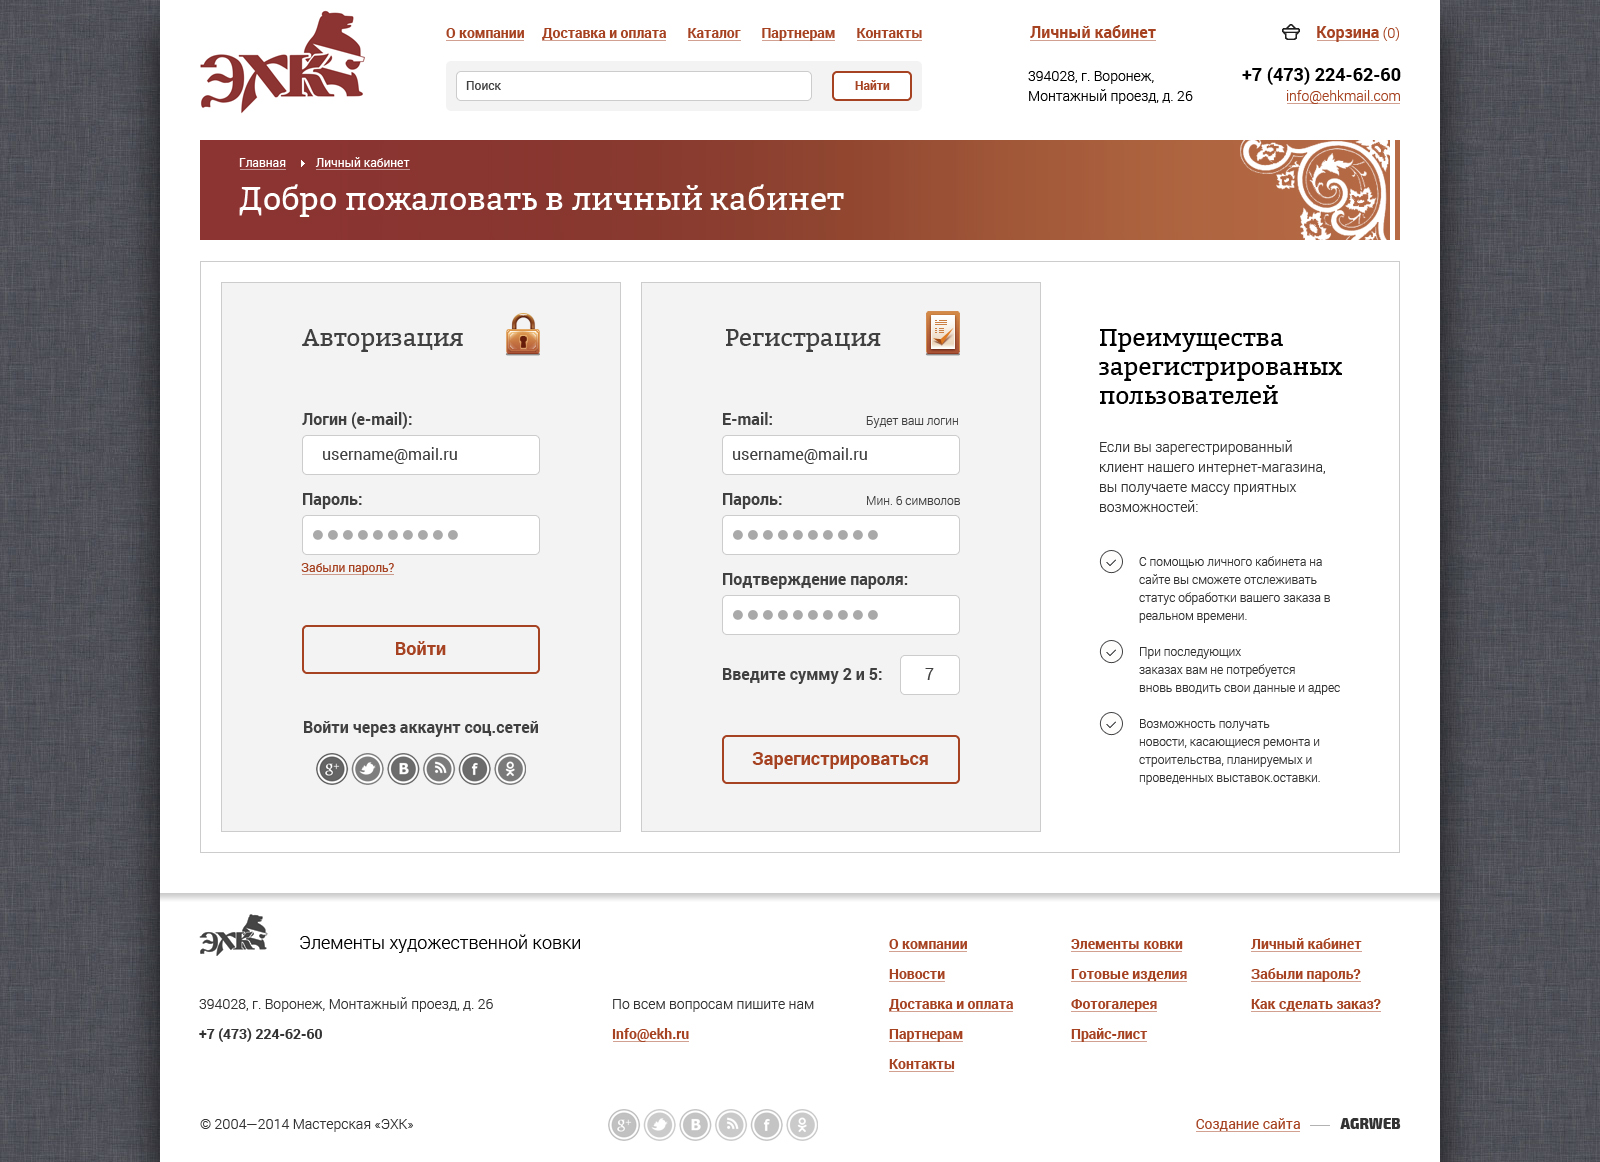 ЭХК
О компании Доставка и оплата Каталог Партнерам Контакты
Личный кабинет
Корзина (0)
Поиск
Найти
394028, г. Воронеж,
Монтажный проезд, д. 26
+7 (473) 224-62-60
info@ehkmail.com
Главная Личный кабинет
Добро пожаловать в личный кабинет
Авторизация
Логин (e-mail):
username@mail.ru
Пароль:
Забыли пароль?
Войти
Войти через аккаунт соц.сетей
g+ B f
Регистрация
E-mail: Будет ваш логин
username@mail.ru
Пароль: Мин. 6 символов
Подтверждение пароля:
Введите сумму 2 и 5: 7
Зарегистрироваться
Преимущества
зарегистрированых
пользователей
Если вы зарегестрированный
клиент нашего интернет-магазина,
вы получаете массу приятных
возможностей:
С помощью личного кабинета на
сайте вы сможете отслеживать
статус обработки вашего заказа в
реальном времени.
При последующих
заказах вам не потребуется
вновь вводить свои данные и адрес
Возможность получать
новости, касающиеся ремонта и
строительства, планируемых и
проведенных выставок.оставки.
ЭХК
Элементы художественной ковки
394028, г. Воронеж, Монтажный проезд, д. 26
+7 (473) 224-62-60
По всем вопросам пишите нам
Info@ekh.ru
О компании
Новости
Доставка и оплата
Партнерам
Контакты
Элементы ковки
Готовые изделия
Фотогалерея
Прайс-лист
Личный кабинет
Забыли пароль?
Как сделать заказ?
© 2004—2014 Мастерская «ЭХК»
g+ B f
Создание сайта — AGRWEB